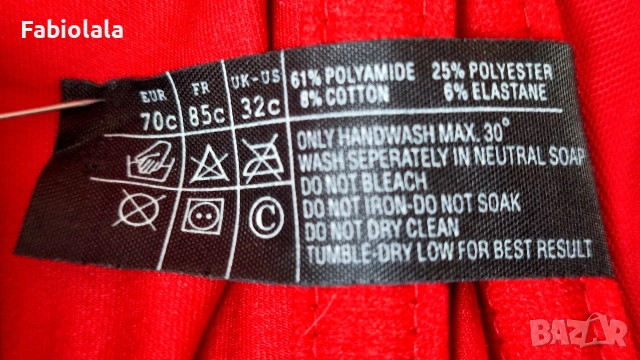 Fabiolala
EUR FR UK-US
70c 85c 32c
61% POLYAMIDE 25% POLYESTER
8% COTTON 6% ELASTANE
ONLY HANDWASH MAX. 30°
WASH SEPERATELY IN NEUTRAL SOAP
DO NOT BLEACH
DO NOT IRON-DO NOT SOAK
DO NOT DRY CLEAN
TUMBLE-DRY LOW FOR BEST RESULT
©
BAZAR